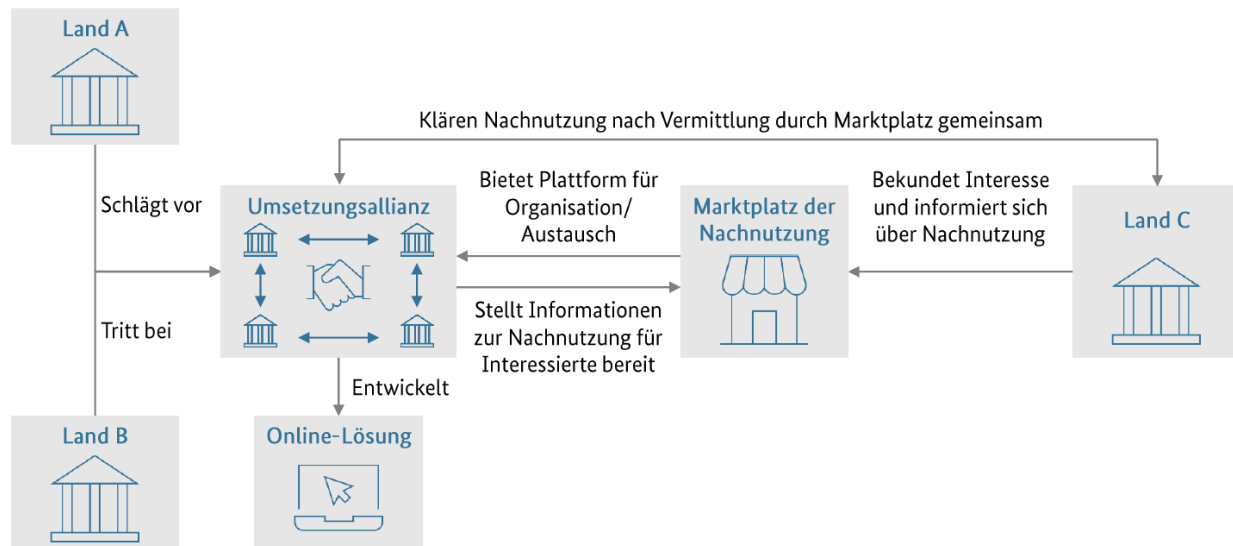 Land A
Klären Nachnutzung nach Vermittlung durch Marktplatz gemeinsam
Schlägt vor
Umsetzungsallianz
Bietet Plattform für
Organisation/
Austausch
Marktplatz der
Nachnutzung
Bekundet Interesse
und informiert sich
über Nachnutzung
Land C
Tritt bei
Stellt Informationen
zur Nachnutzung für
Interessierte bereit
Entwickelt
Land B
Online-Lösung